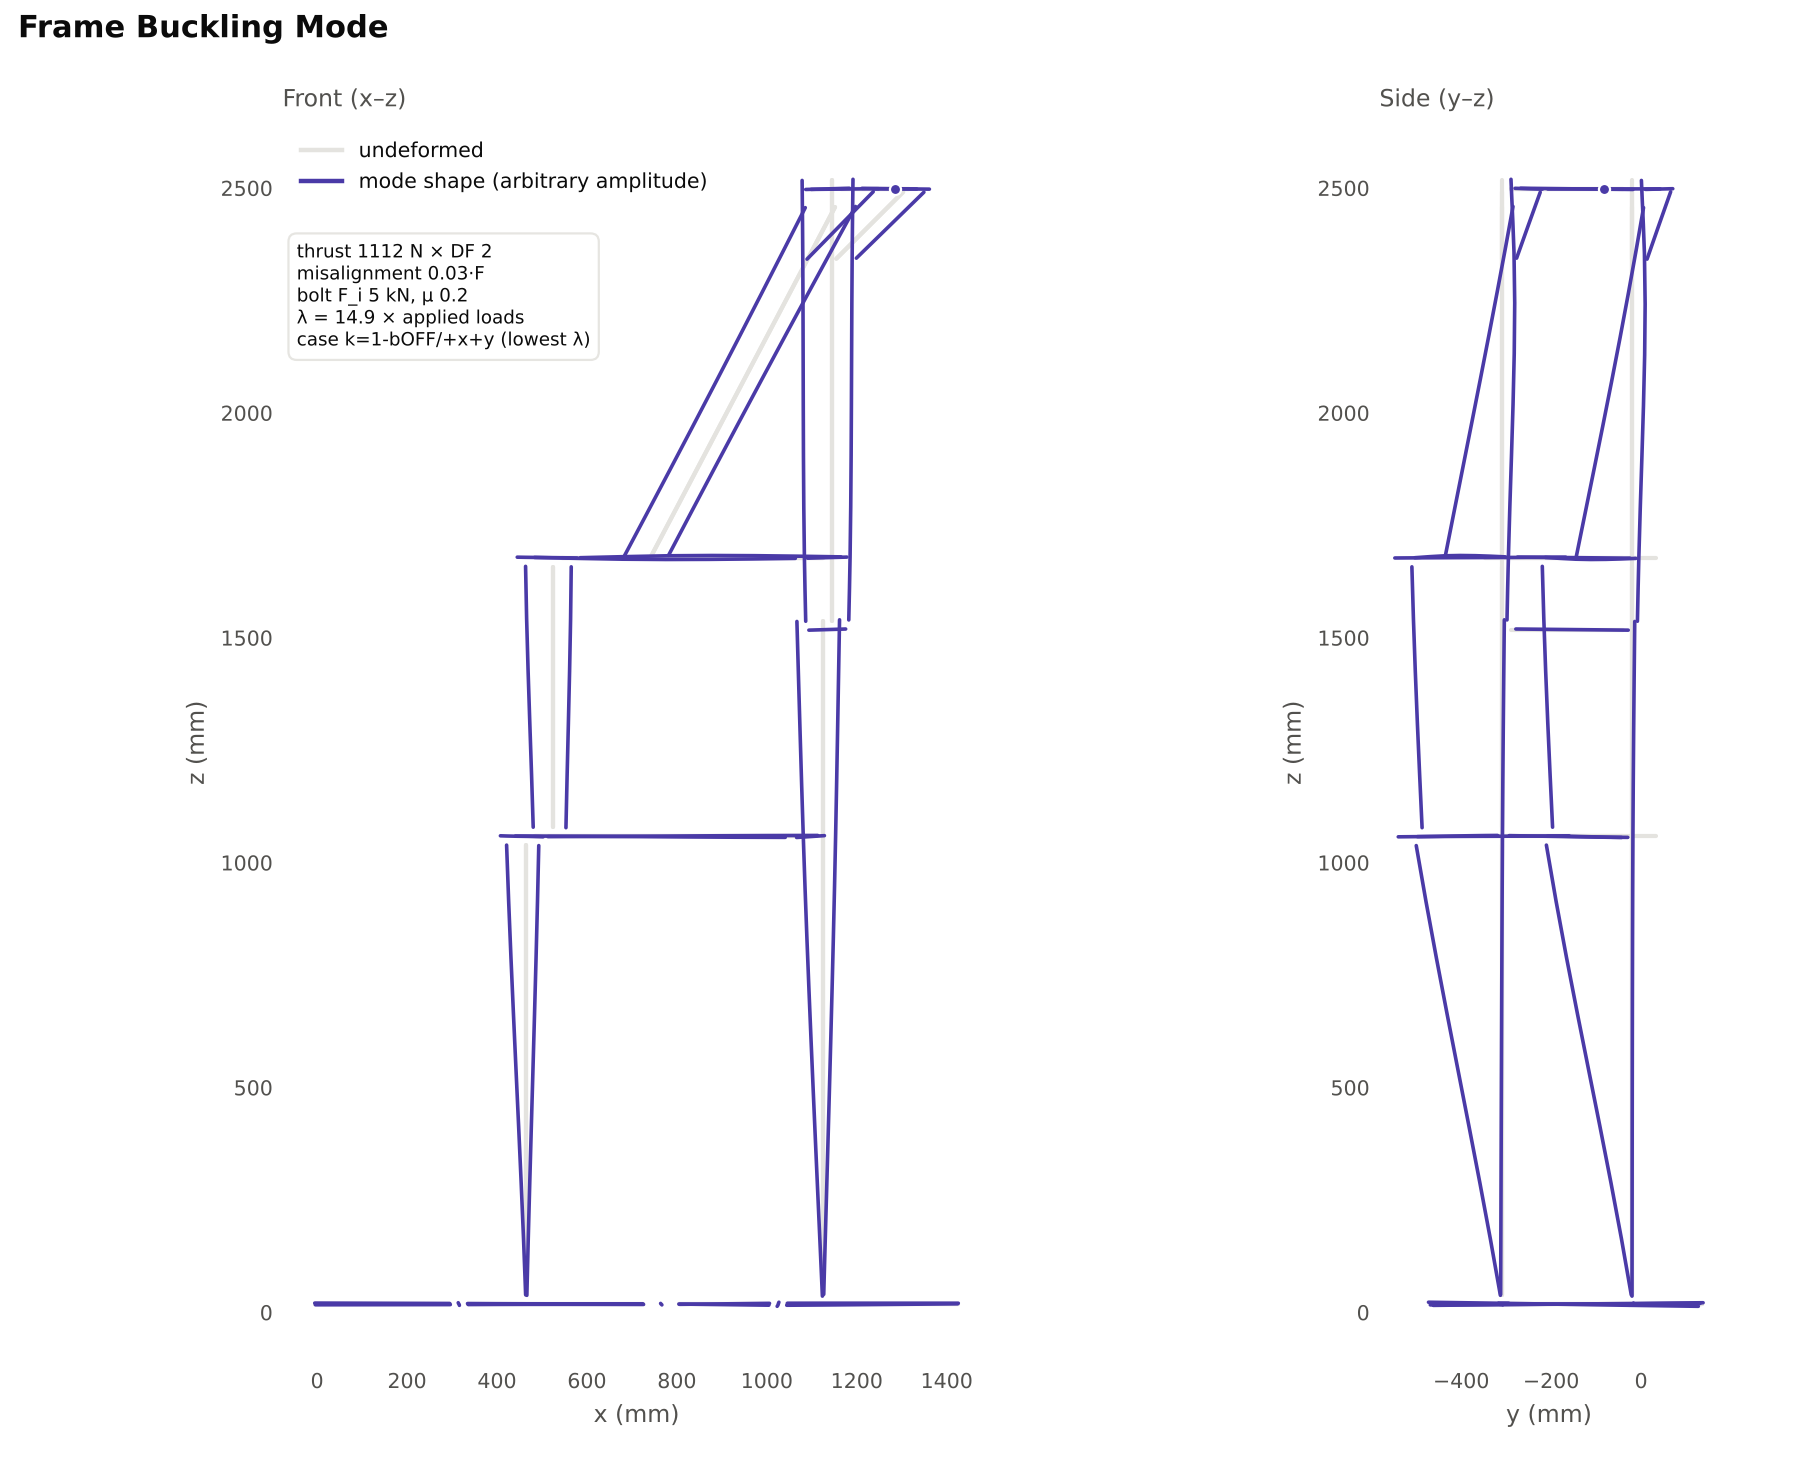 Frame Buckling Mode
Front (x–z)
Side (y–z)
undeformed
mode shape (arbitrary amplitude)
thrust 1112 N × DF 2
misalignment 0.03·F
bolt F_i 5 kN, μ 0.2
λ = 14.9 × applied loads
case k=1-bOFF/+x+y (lowest λ)
2500
2000
1500
1000
500
0
z (mm)
0 200 400 600 800 1000 1200 1400
x (mm)
2500
2000
1500
1000
500
0
z (mm)
−400 −200 0
y (mm)